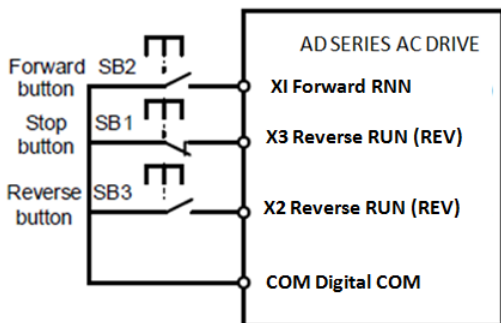 AD SERIES AC DRIVE
Forward SB2
button
XI Forward RNN
Stop SB1
button
X3 Reverse RUN (REV)
Reverse SB3
button
X2 Reverse RUN (REV)
COM Digital COM